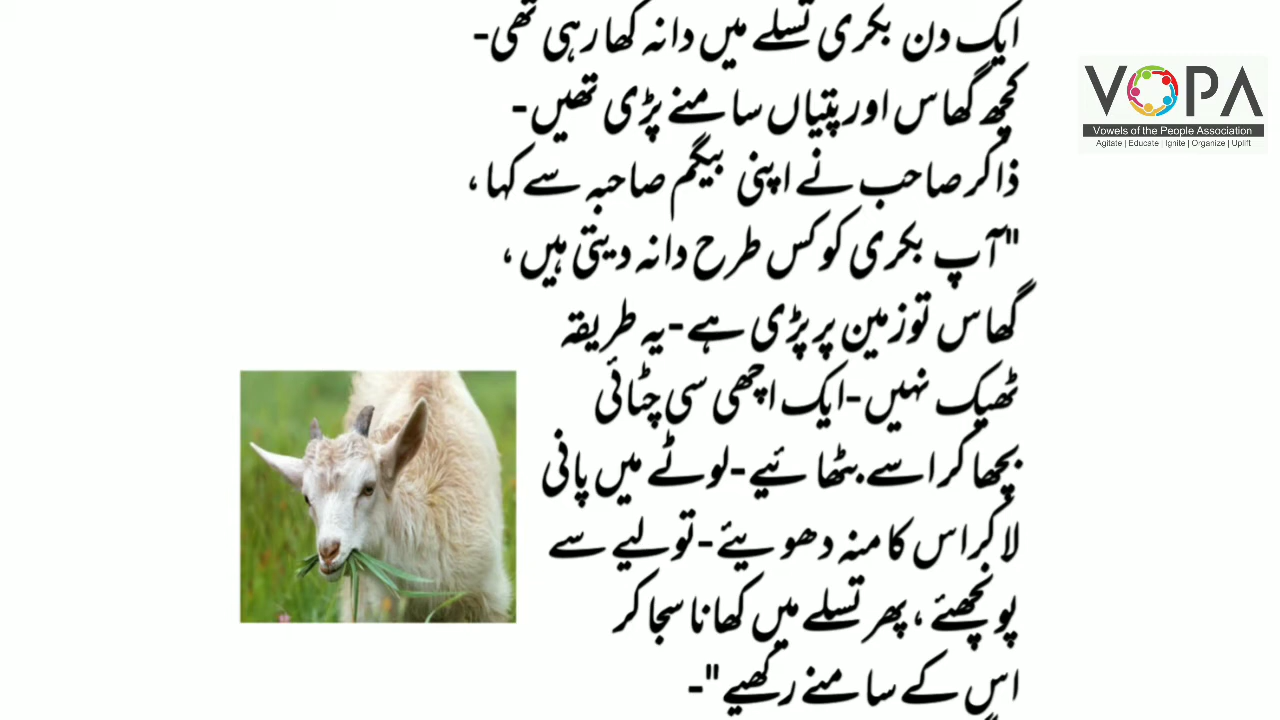 ایک دن بکری تسلے میں دانہ کھا رہی تھی-
کچھ گھاس اور پتیاں سامنے پڑی تھیں-
ذاکر صاحب نے اپنی بیگم صاحبہ سے کہا،
"آپ بکری کو کس طرح دانہ دیتی ہیں،
گھاس تو زمین پر پڑی ہے-یہ طریقہ
ٹھیک نہیں-ایک اچھی سی چٹائی
بچھا کر اسے بٹھائیے-لوٹے میں پانی
لا کر اس کا منہ دھویئے-تولیے سے
پونچھئے، پھر تسلے میں کھانا سجا کر
اس کے سامنے رکھیے"-
VOPA
Vowels of the People Association
Agitate | Educate | Ignite | Organize | Uplift